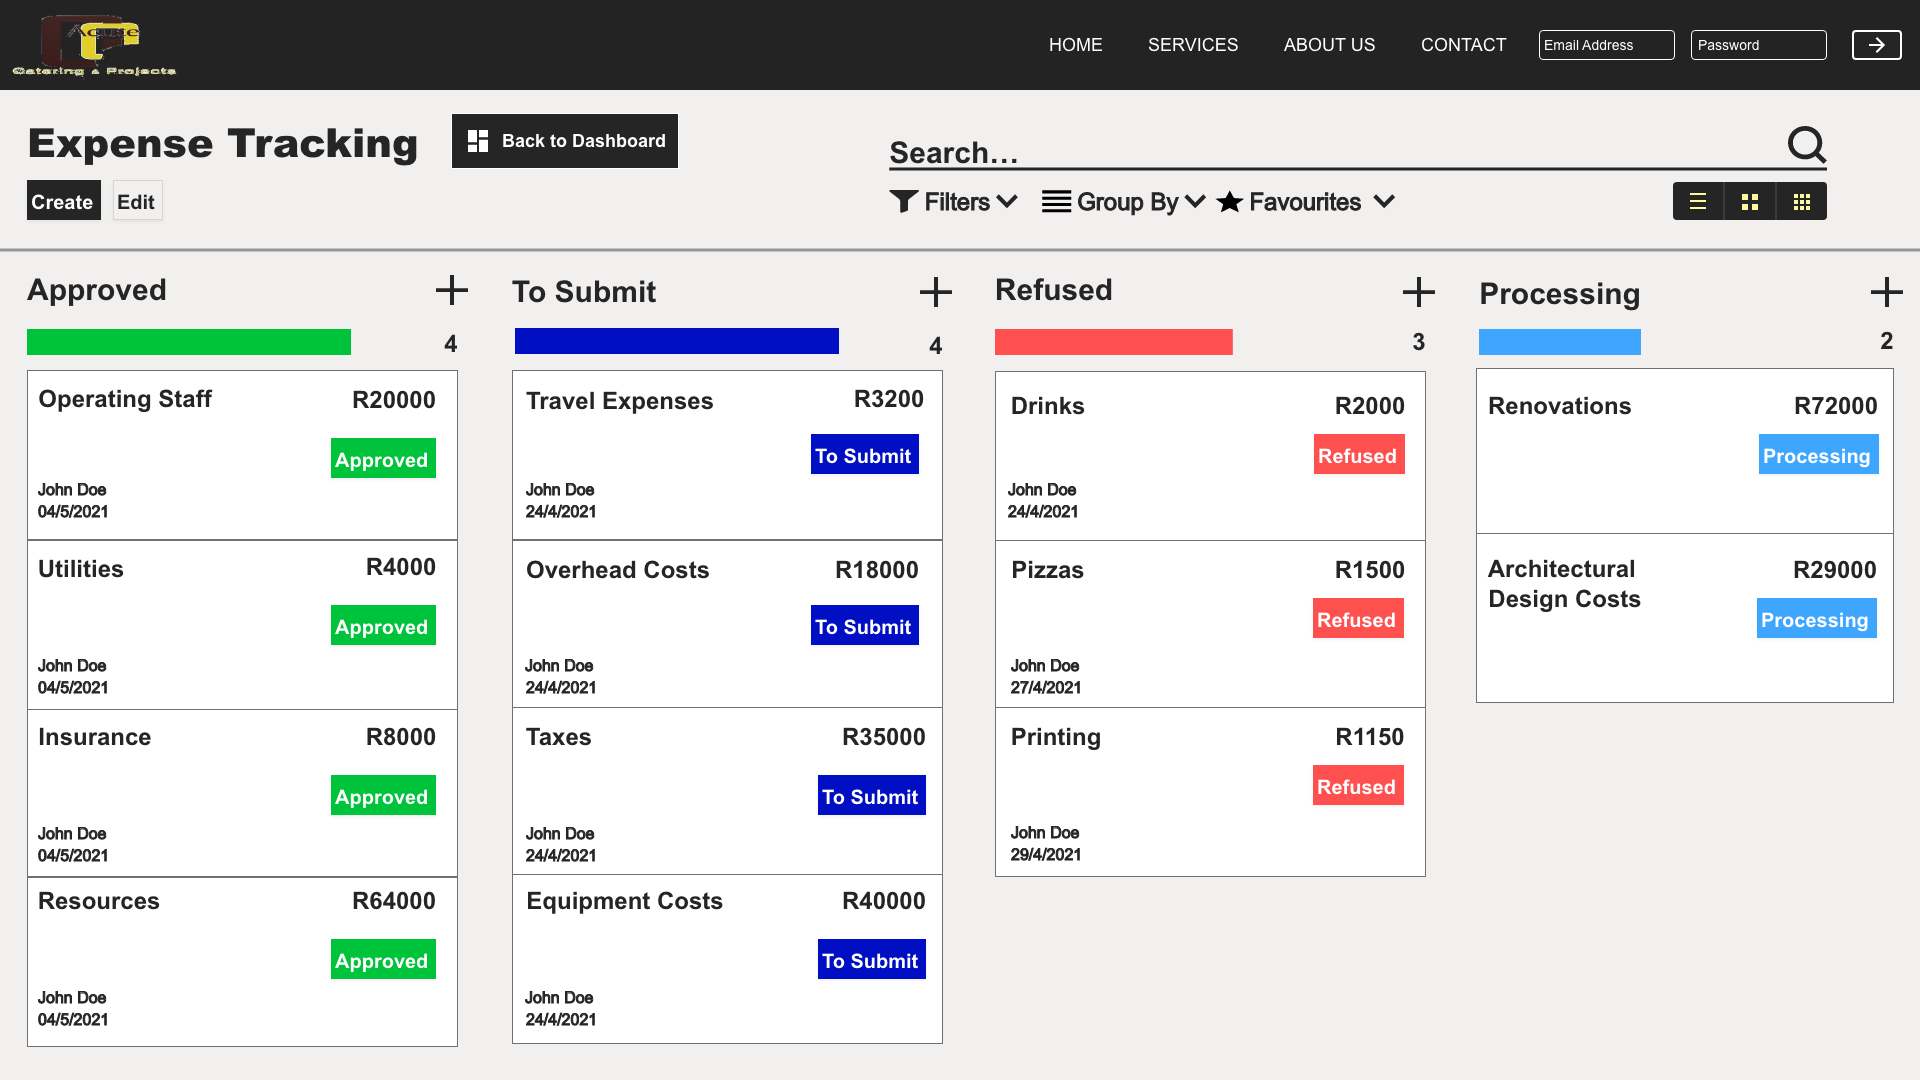 Acute
Catering & Projects
HOME
SERVICES
ABOUT US
CONTACT
Email Address
Password
Expense Tracking
Back to Dashboard
Search...
Create
Edit
Filters
Group By
Favourites
Approved
4
Operating Staff
R20000
Approved
John Doe
04/5/2021
Utilities
R4000
Approved
John Doe
04/5/2021
Insurance
R8000
Approved
John Doe
04/5/2021
Resources
R64000
Approved
John Doe
04/5/2021
To Submit
4
Travel Expenses
R3200
To Submit
John Doe
24/4/2021
Overhead Costs
R18000
To Submit
John Doe
24/4/2021
Taxes
R35000
To Submit
John Doe
24/4/2021
Equipment Costs
R40000
To Submit
John Doe
24/4/2021
Refused
3
Drinks
R2000
Refused
John Doe
24/4/2021
Pizzas
R1500
Refused
John Doe
27/4/2021
Printing
R1150
Refused
John Doe
29/4/2021
Processing
2
Renovations
R72000
Processing
Architectural
Design Costs
R29000
Processing